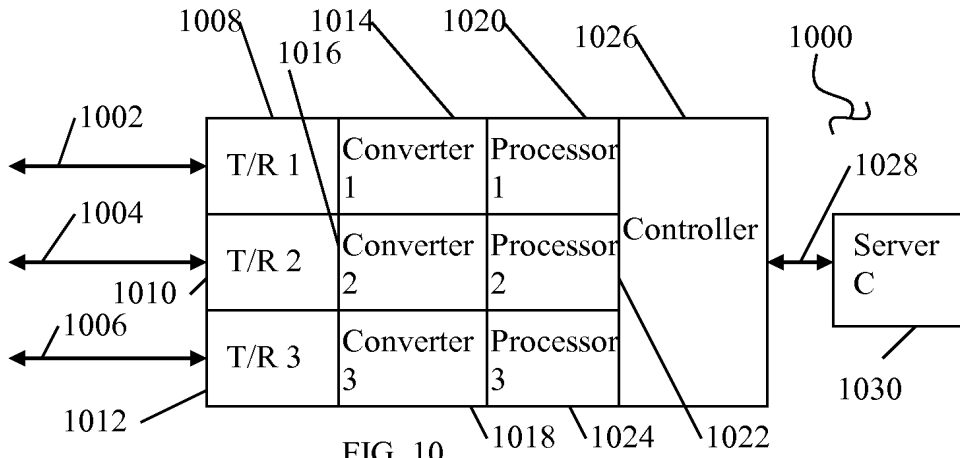 1008
1014
1020
1026
1000
1016
1002
T/R 1
Converter
1
Processor
1
1028
1004
Controller
T/R 2
Converter
2
Processor
2
Server
C
1010
1006
T/R 3
Converter
3
Processor
3
1030
1012
FIG. 10
1018
1024
1022